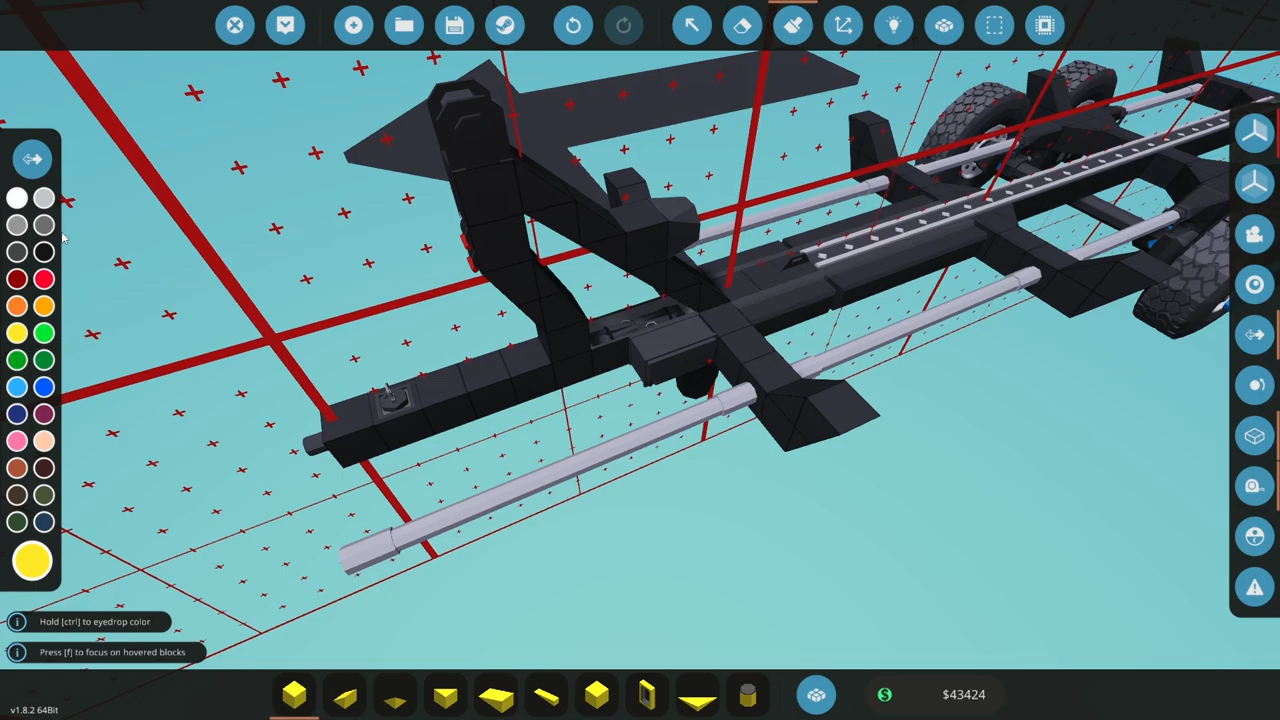 Hold [ctrl] to eyedrop color
Press [f] to focus on hovered blocks
$43424
v1.8.2 64Bit